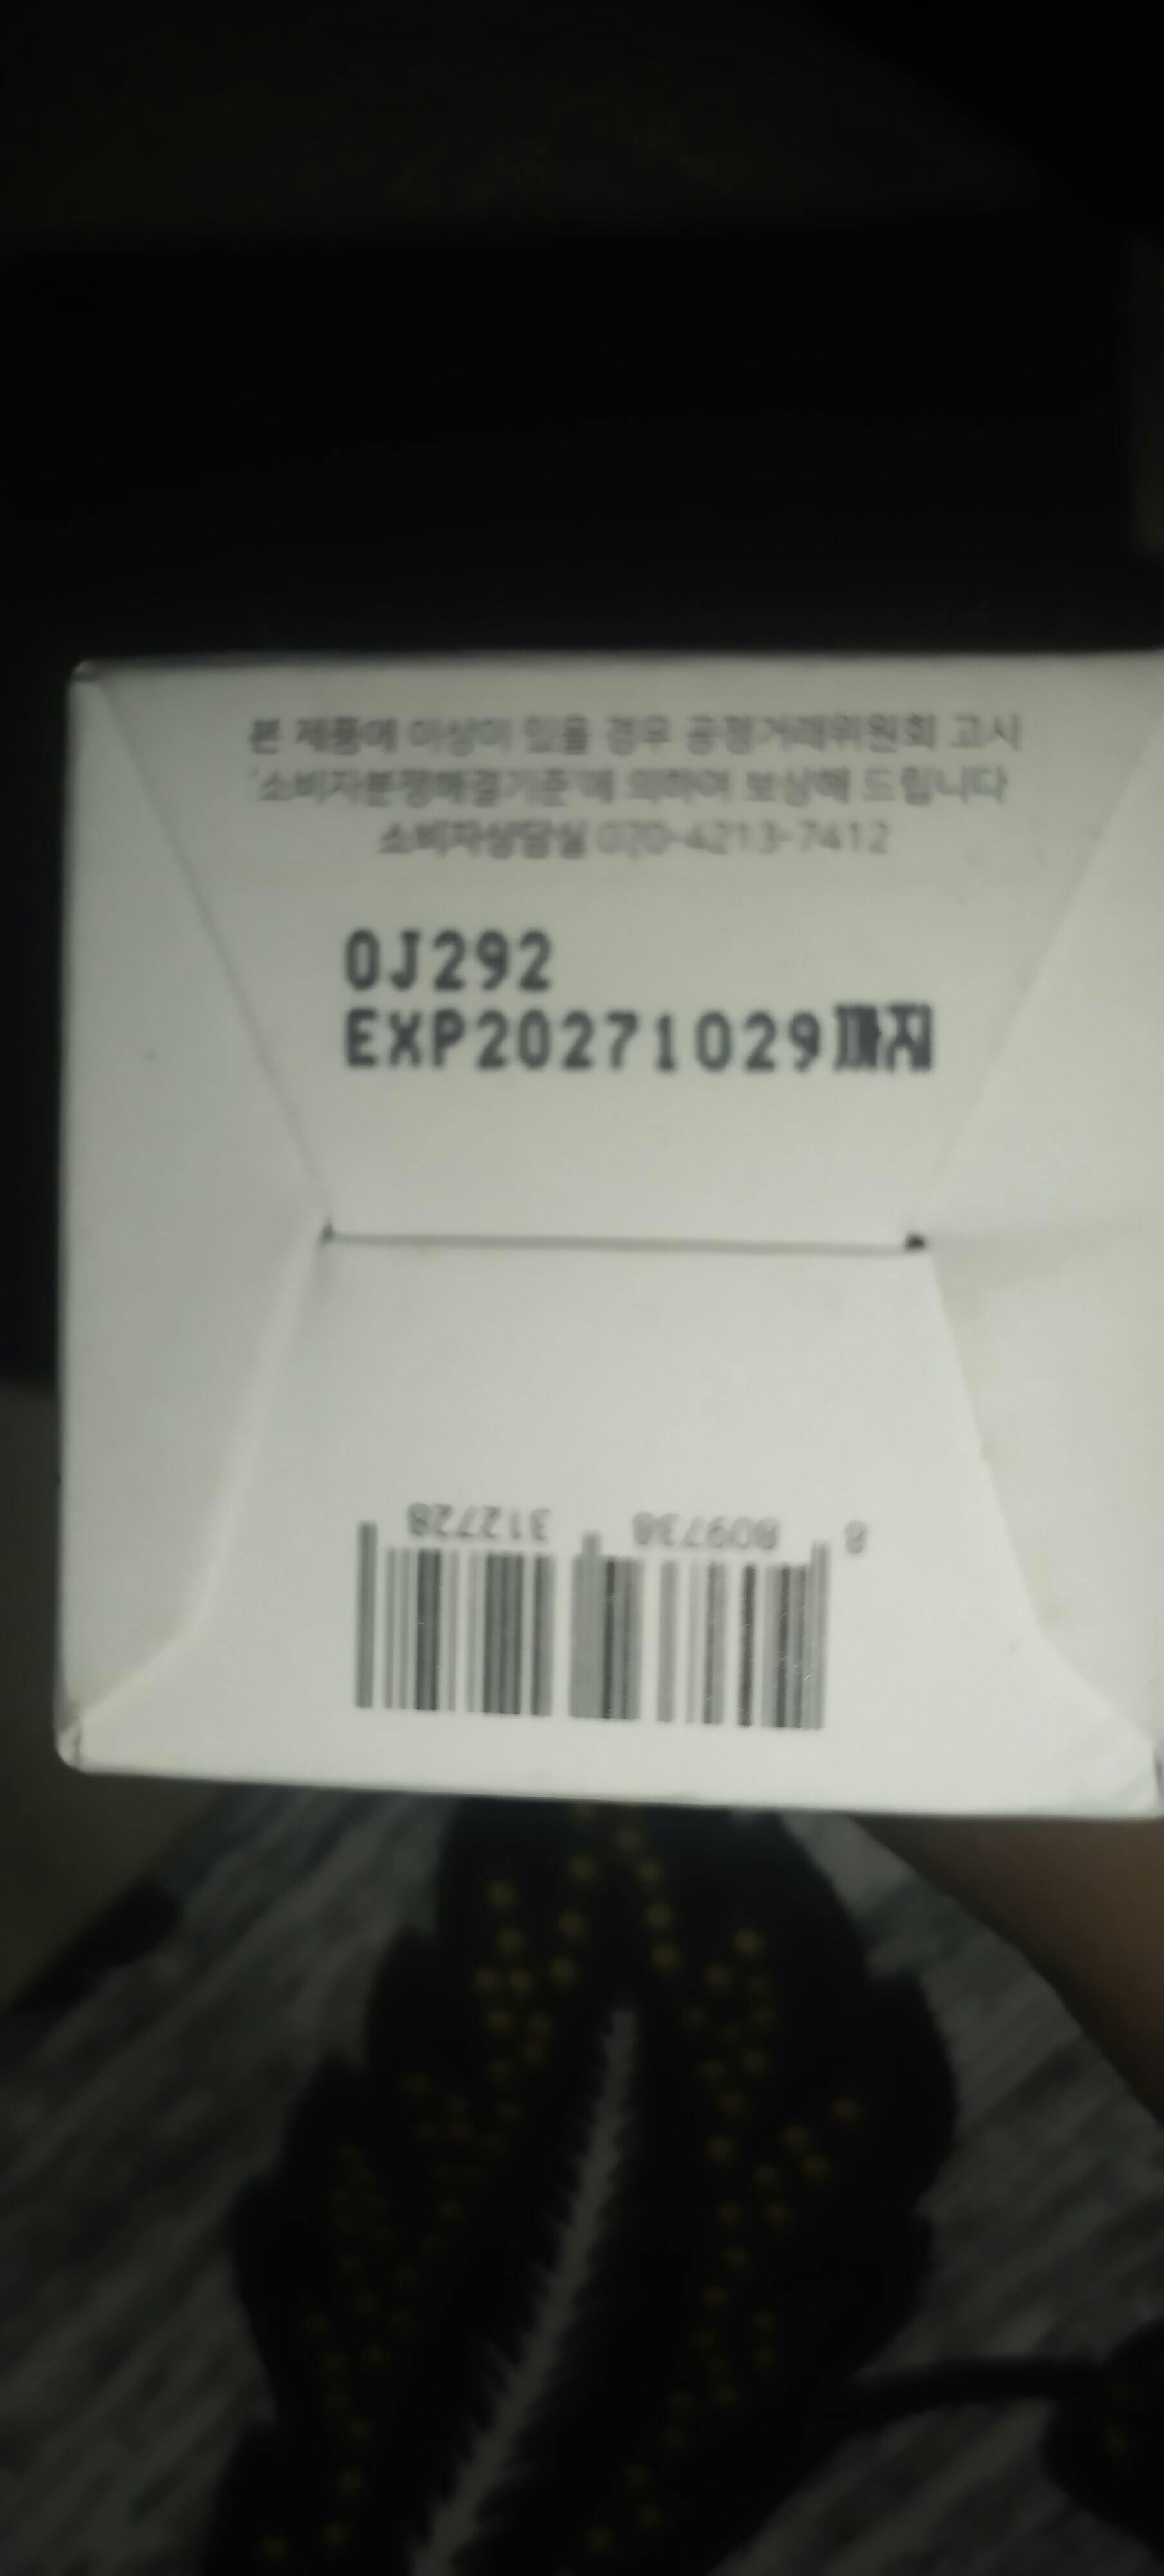 본 제품에 이상이 있을 경우 공정거래위원회 고시
'소비자분쟁해결기준'에 의하여 보상해 드립니다
소비자상담실 070-4213-7412
OJ292
EXP20271029까지
8 809738 312728